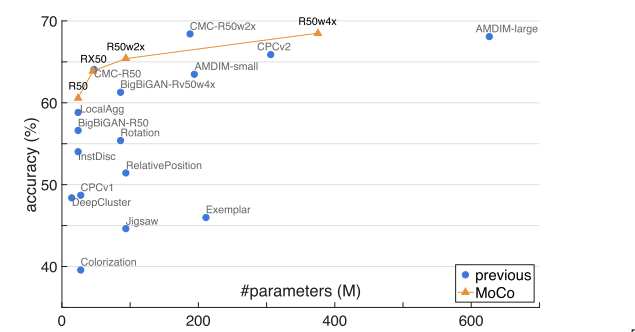 70
60
50
40
accuracy (%)
R50w4x
CMC-R50w2x
AMDIM-large
R50w2x
CPCv2
RX50
AMDIM-small
CMC-R50
R50
BigBiGAN-Rv50w4x
LocalAgg
BigBiGAN-R50
Rotation
InstDisc
RelativePosition
CPCv1
DeepCluster
Exemplar
Jigsaw
Colorization
previous
MoCo
#parameters (M)
0 200 400 600